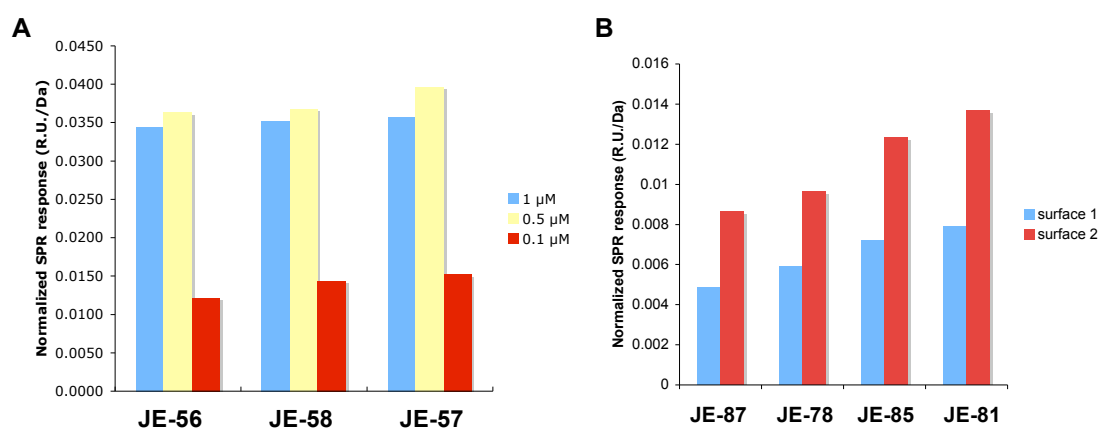 A
Normalized SPR response (R.U./Da)
0.0450
0.0400
0.0350
0.0300
0.0250
0.0200
0.0150
0.0100
0.0050
0.0000
JE-56 JE-58 JE-57
1 µM
0.5 µM
0.1 µM
B
Normalized SPR response (R.U./Da)
0.016
0.014
0.012
0.01
0.008
0.006
0.004
0.002
0
JE-87 JE-78 JE-85 JE-81
surface 1
surface 2